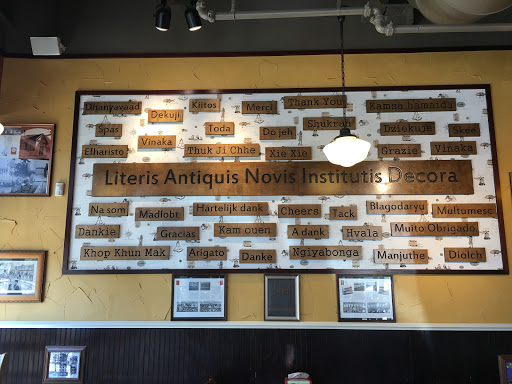 Dhanyavaad Dekuji Kiitos Merci Thank You Kamsa hamaidu
Spas Vinaka Toda Do jeh Shukran Dziekuje Skee
Efharisto Thuk Ji Chhe Xie Xie Grazie Vinaka
Literis Antiquis Novis Institutis Decora
Na som Madlobt Hartelijk dank Cheers Tack Blagodaryu Multumesc
Dankie Gracias Kam ouen A dank Hvala Muito Obrigado
Khop Khun Mak Arigato Danke Ngiyabonga Manjuthe Diolch